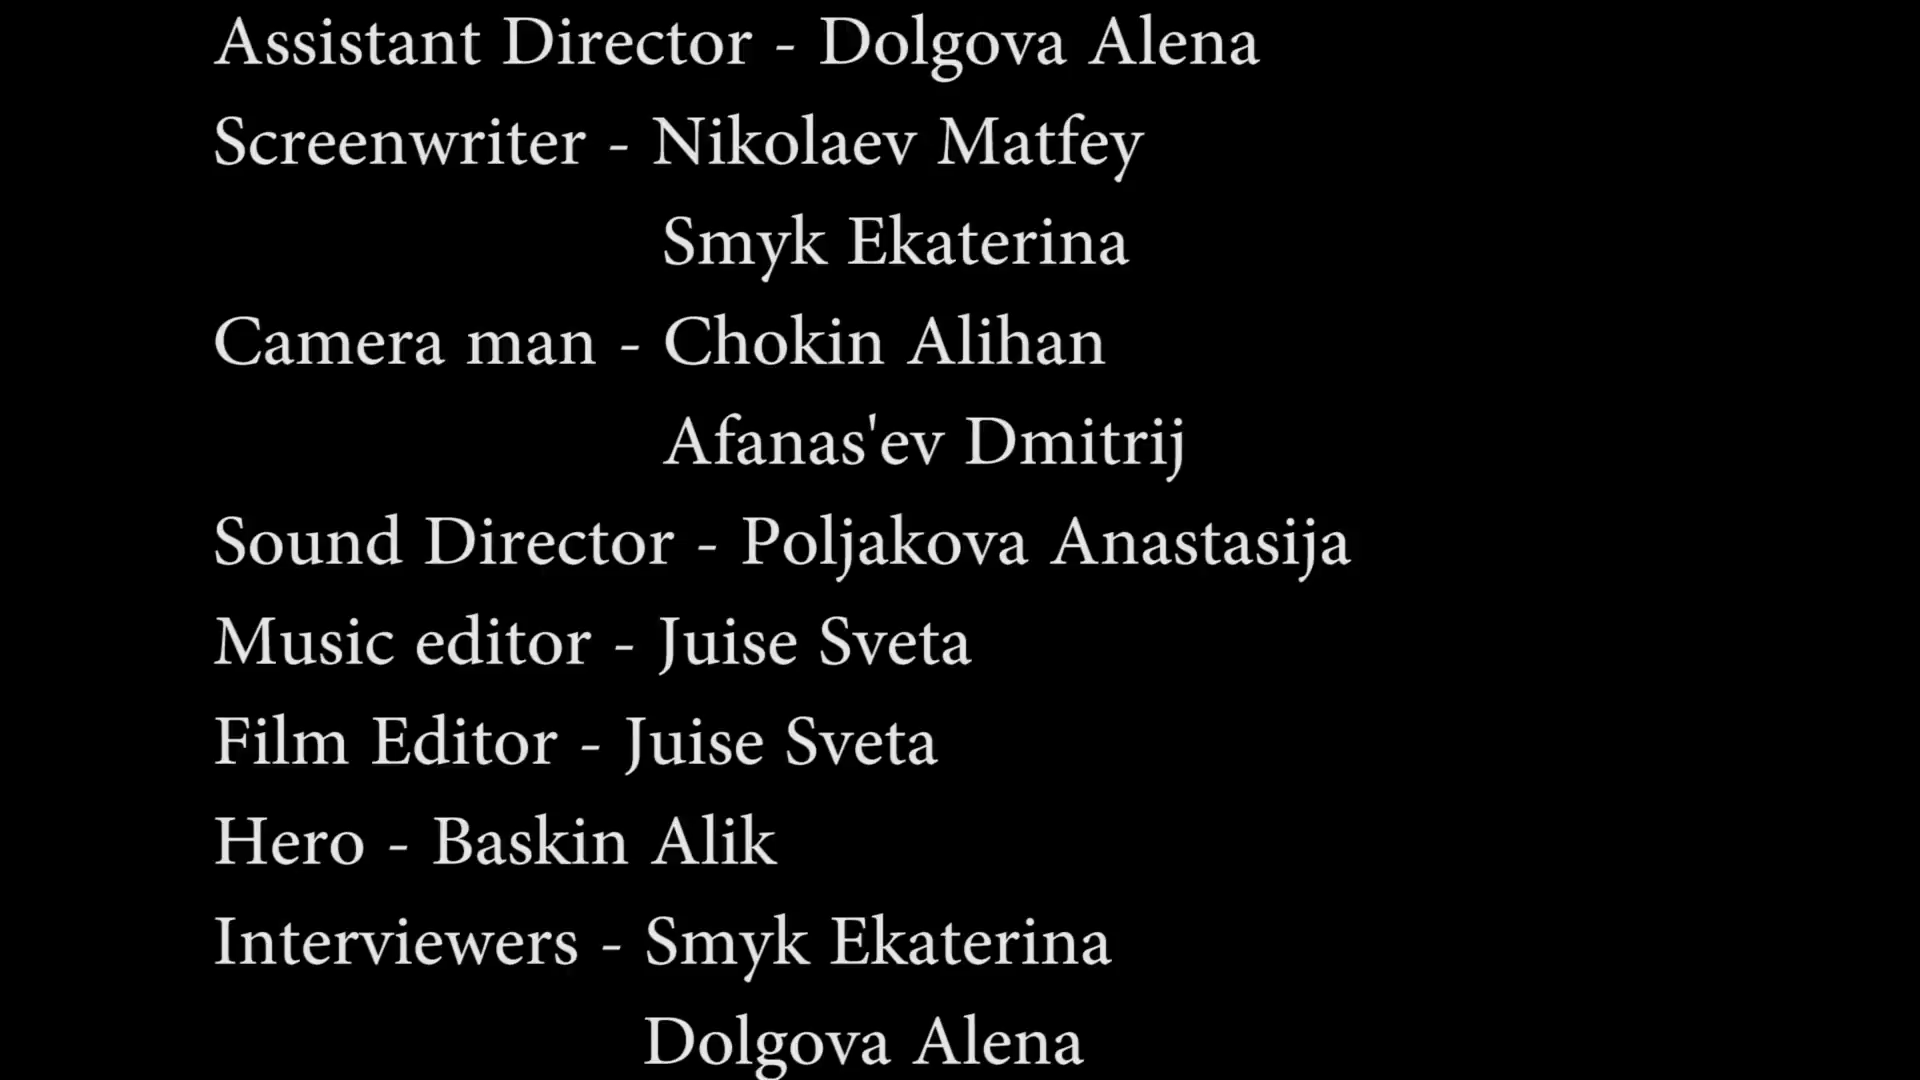 Assistant Director - Dolgova Alena
Screenwriter - Nikolaev Matfey
Smyk Ekaterina
Camera man - Chokin Alihan
Afanas'ev Dmitrij
Sound Director - Poljakova Anastasija
Music editor - Juise Sveta
Film Editor - Juise Sveta
Hero - Baskin Alik
Interviewers - Smyk Ekaterina
Dolgova Alena